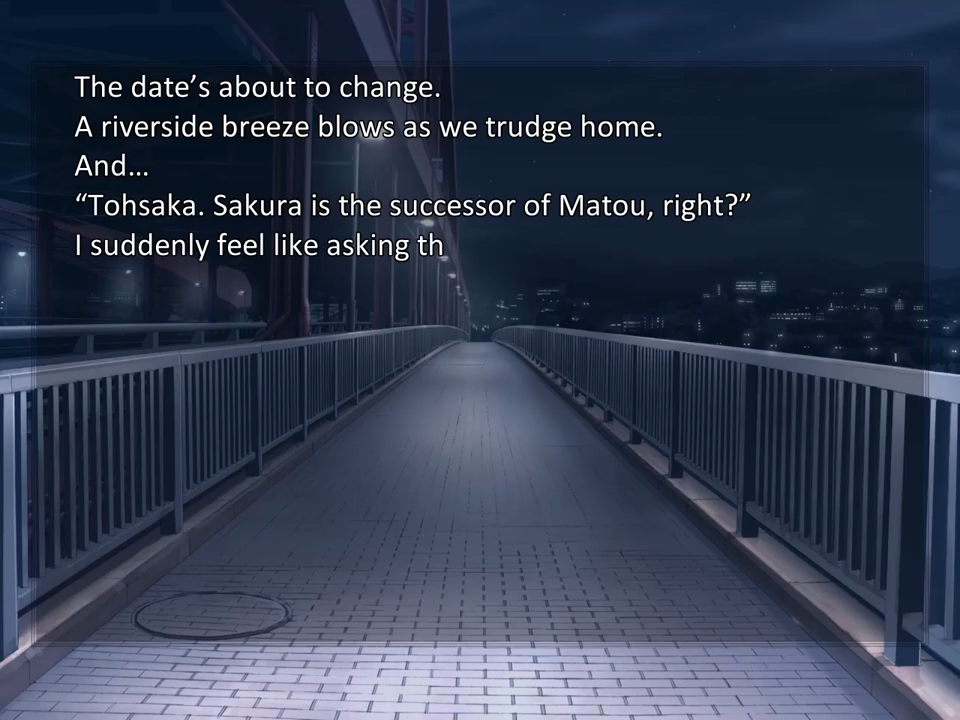 The date’s about to change.
A riverside breeze blows as we trudge home.
And…
“Tohsaka. Sakura is the successor of Matou, right?”
I suddenly feel like asking th